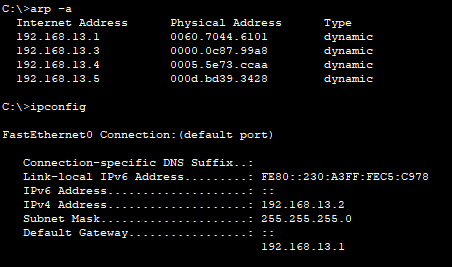 C:\>arp -a
Internet Address Physical Address Type
192.168.13.1 0060.7044.6101 dynamic
192.168.13.3 0000.0c87.99a8 dynamic
192.168.13.4 0005.5e73.ccaa dynamic
192.168.13.5 000d.bd39.3428 dynamic
C:\>ipconfig
FastEthernet0 Connection:(default port)
Connection-specific DNS Suffix..:
Link-local IPv6 Address.........: FE80::230:A3FF:FEC5:C978
IPv6 Address....................: ::
IPv4 Address....................: 192.168.13.2
Subnet Mask.....................: 255.255.255.0
Default Gateway.................: ::
192.168.13.1